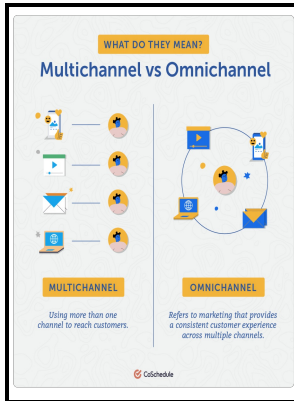 WHAT DO THEY MEAN?
Multichannel vs Omnichannel
MULTICHANNEL
Using more than one
channel to reach customers.
OMNICHANNEL
Refers to marketing that provides
a consistent customer experience
across multiple channels.
CoSchedule